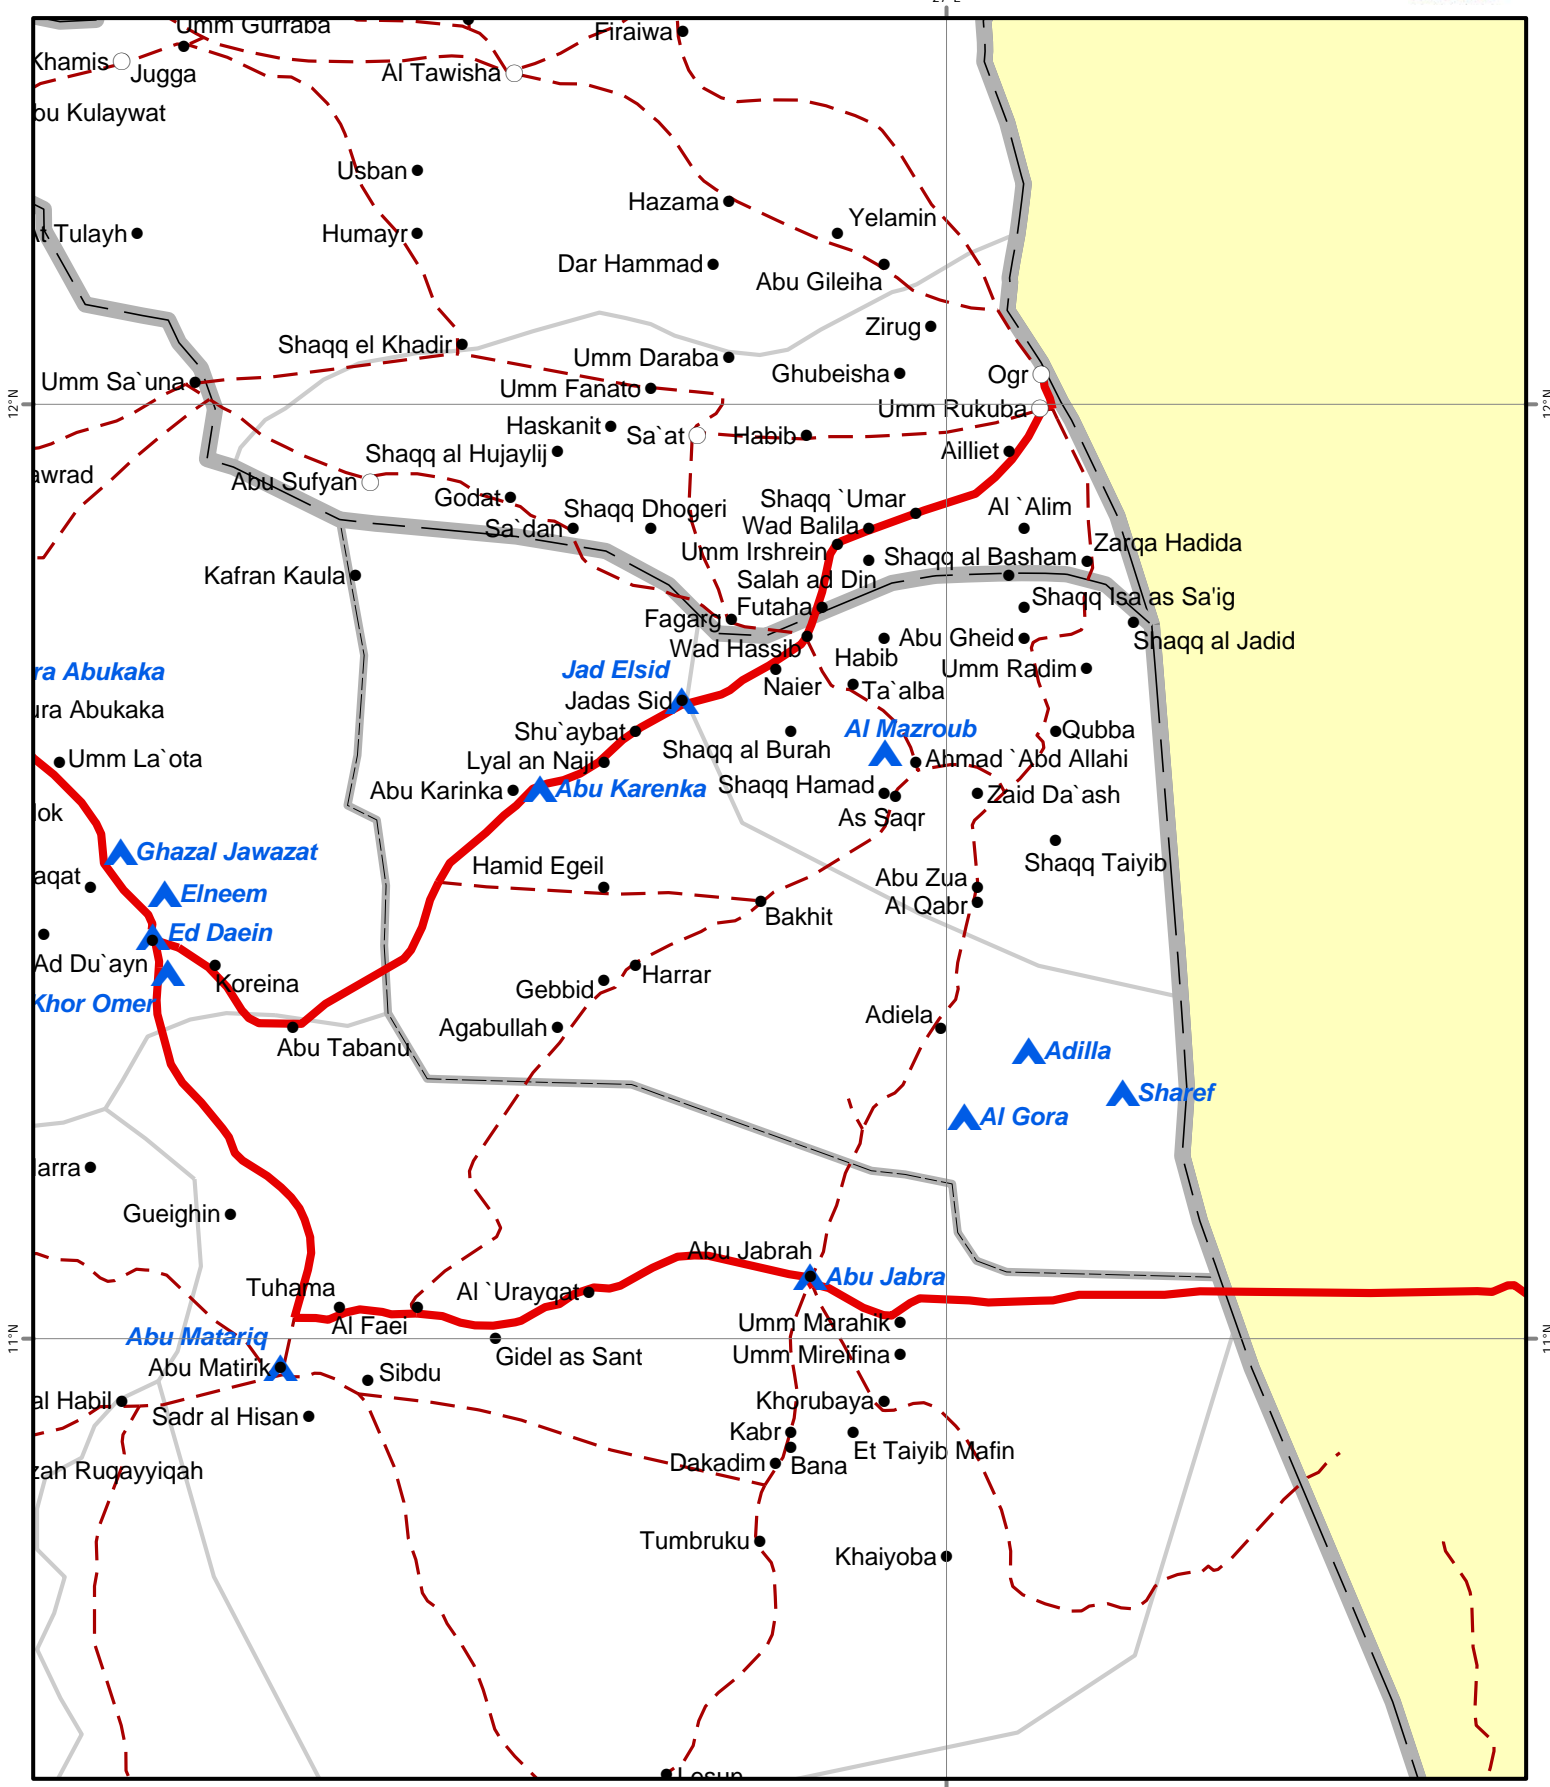 Umm Gurraba
Firaiwa
Khamis
Jugga
Al Tawisha
bu Kulaywat
Usban
Hazama
Yelamin
At Tulayh
Humayr
Dar Hammad
Abu Gileiha
Zirug
Shaqq el Khadir
Umm Daraba
Umm Sa`una
Ghubeisha
Ogr
Umm Fanato
12°N
12°N
Umm Rukuba
Haskanit
Sa`at
Habib
Shaqq al Hujaylij
Ailliet
awrad
Abu Sufyan
Godat
Shaqq `Umar
Al `Alim
Shaqq Dhogeri
Sa`dan
Wad Balila
Umm Irshrein
Shaqq al Basham
Zarqa Hadida
Kafran Kaula
Salah ad Din
Shaqq Isa as Sa'ig
Futaha
Fagarg
Abu Gheid
Shaqq al Jadid
Wad Hassib
Habib
ra Abukaka
Jad Elsid
Umm Radim
Naier
Ta`alba
Jadas Sid
ura Abukaka
Shu`aybat
Al Mazroub
Qubba
Shaqq al Burah
Umm La`ota
Lyal an Naji
Ahmad `Abd Allahi
Abu Karinka
Abu Karenka
Shaqq Hamad
Zaid Da`ash
lok
As Saqr
Ghazal Jawazat
Shaqq Taiyib
Hamid Egeil
aqat
Abu Zua
Elneem
Al Qabr
Bakhit
Ed Daein
Ad Du`ayn
Harrar
Koreina
Gebbid
Khor Omer
Adiela
Agabullah
Abu Tabanu
Adilla
Sharef
Al Gora
larra
Gueighin
Abu Jabrah
Abu Jabra
Tuhama
Al `Urayqat
Al Faei
Umm Marahik
11°N
11°N
Abu Matariq
Gidel as Sant
Umm Mireifina
Abu Matirik
Sibdu
al Habil
Khorubaya
Sadr al Hisan
Kabr
Et Taiyib Mafin
Dakadim
Bana
zah Ruqayyiqah
Tumbruku
Khaiyoba
Losun